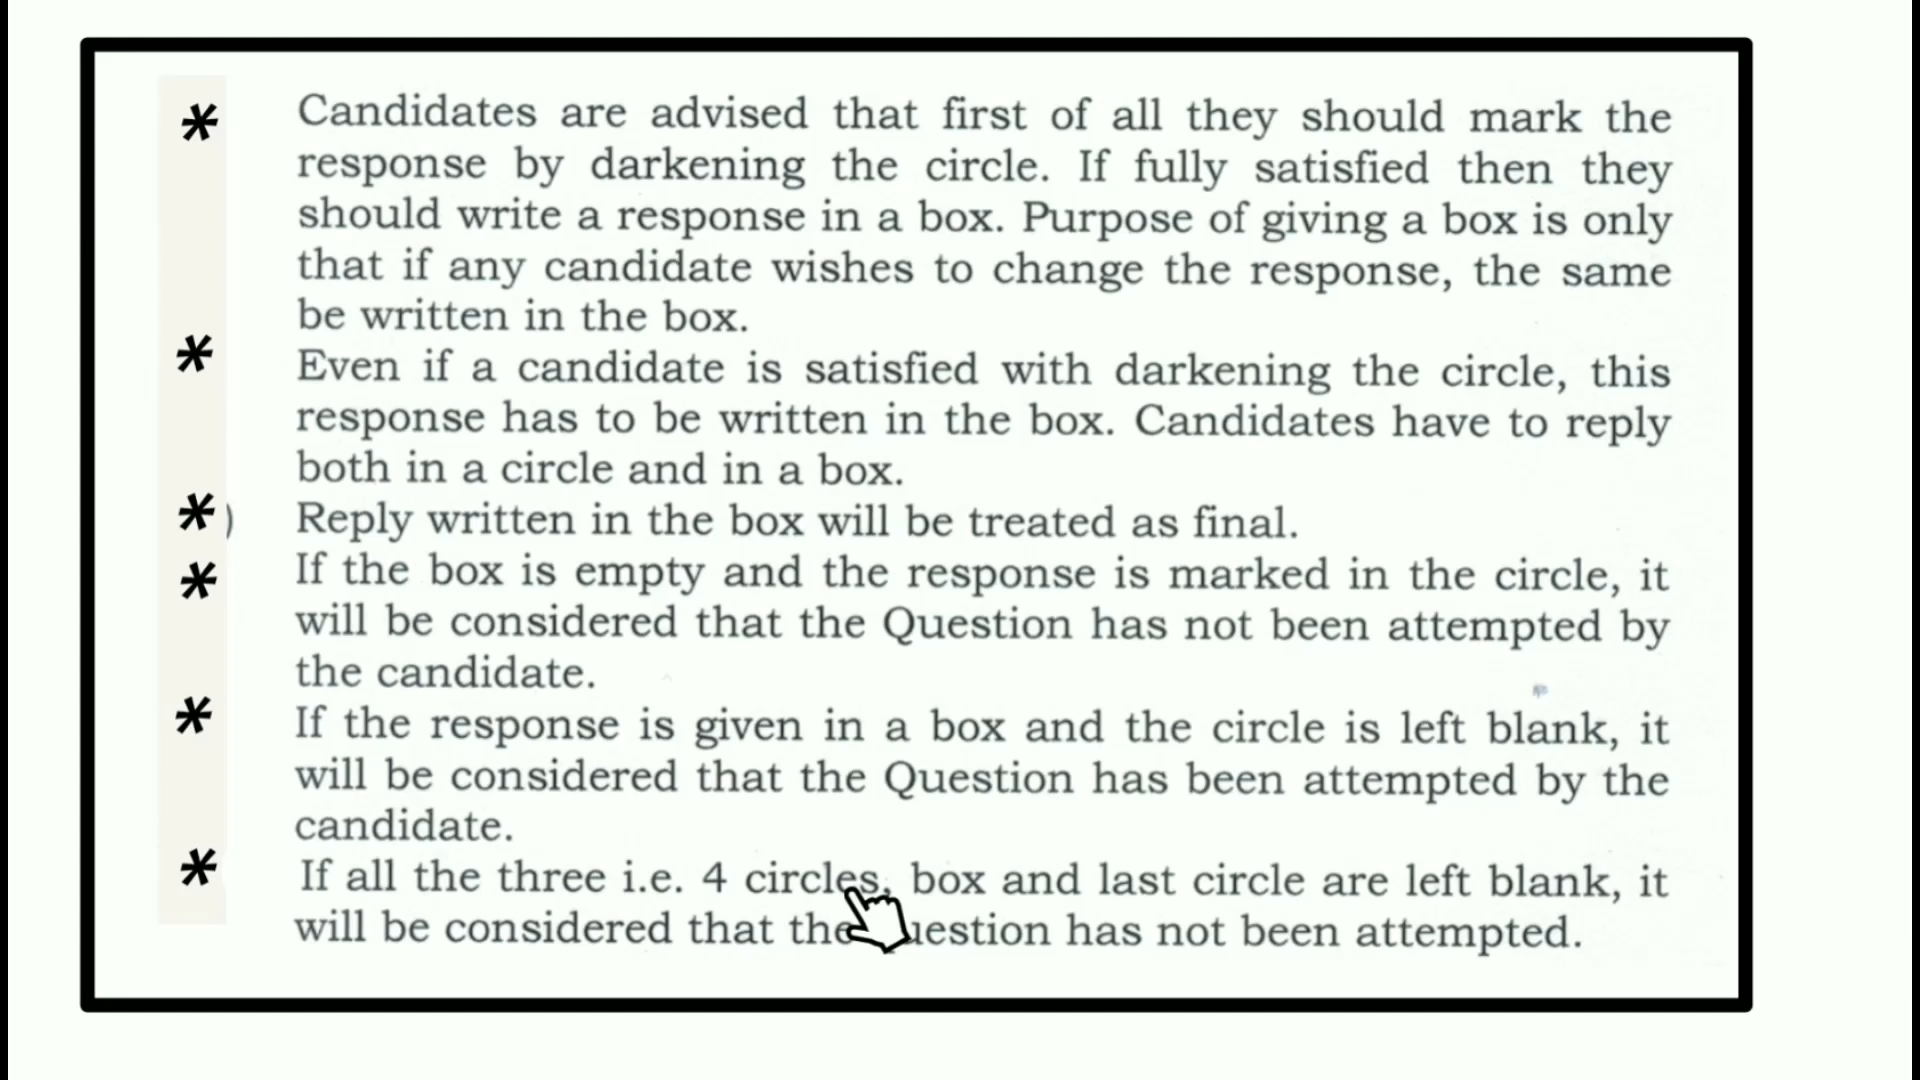 * Candidates are advised that first of all they should mark the
response by darkening the circle. If fully satisfied then they
should write a response in a box. Purpose of giving a box is only
that if any candidate wishes to change the response, the same
be written in the box.
* Even if a candidate is satisfied with darkening the circle, this
response has to be written in the box. Candidates have to reply
both in a circle and in a box.
*) Reply written in the box will be treated as final.
* If the box is empty and the response is marked in the circle, it
will be considered that the Question has not been attempted by
the candidate.
* If the response is given in a box and the circle is left blank, it
will be considered that the Question has been attempted by the
candidate.
* If all the three i.e. 4 circles, box and last circle are left blank, it
will be considered that the Question has not been attempted.